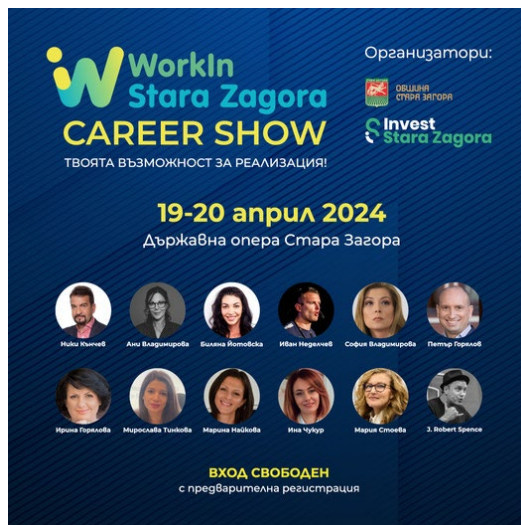 WorkIn
Stara Zagora
CAREER SHOW
ТВОЯТА ВЪЗМОЖНОСТ ЗА РЕАЛИЗАЦИЯ!
Организатори:
ОБЩИНА
СТАРА ЗАГОРА
Invest
Stara Zagora
19-20 април 2024
Държавна опера Стара Загора
Ники Кънчев
Ани Владимирова
Биляна Йотовска
Иван Неделчев
София Владимирова
Петър Горялов
Ирина Горялова
Мирослава Тинкова
Марина Найкова
Ина Чукур
Мария Стоева
J. Robert Spence
ВХОД СВОБОДЕН
с предварителна регистрация